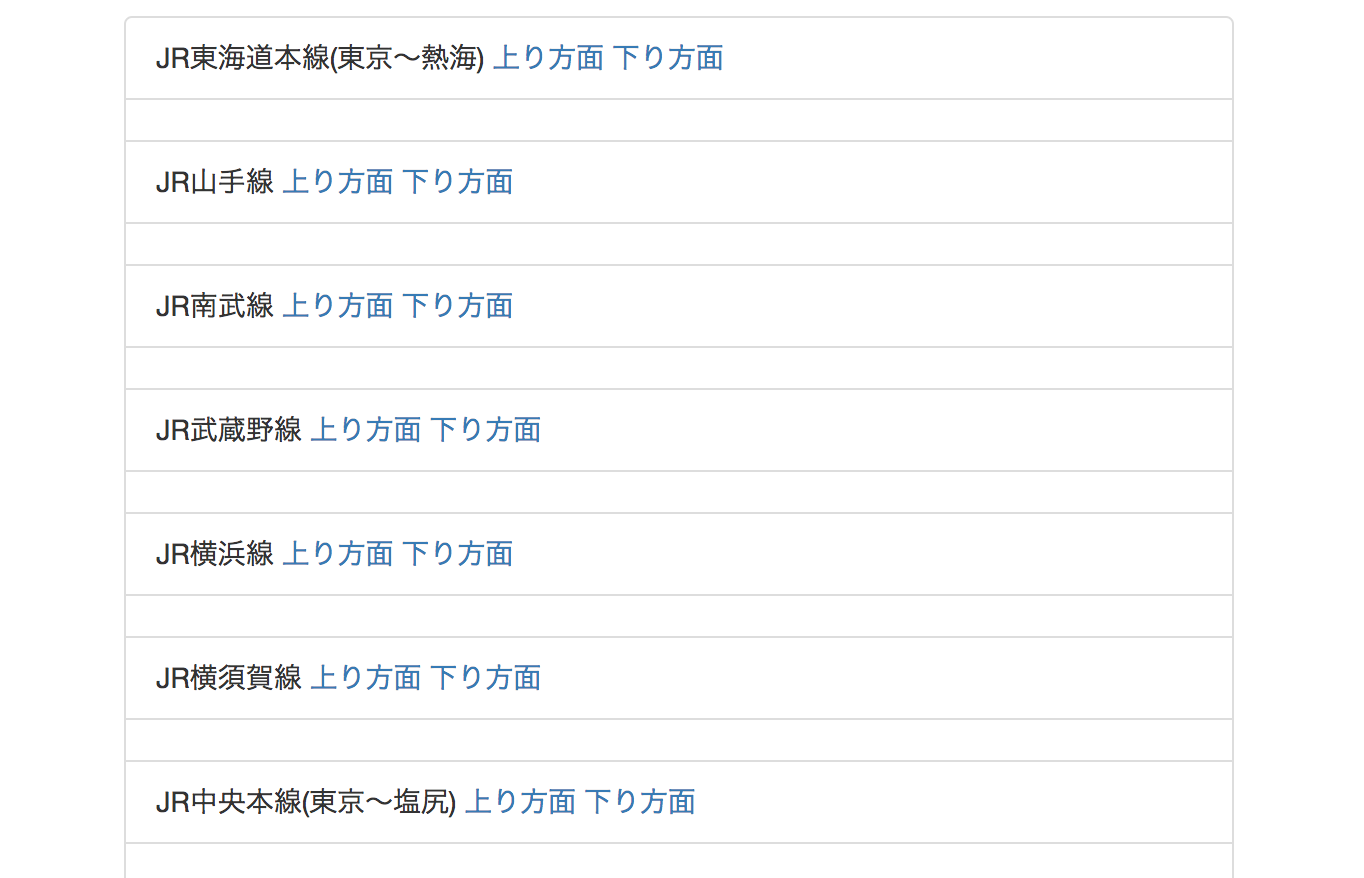 JR東海道本線(東京〜熱海) 上り方面 下り方面
JR山手線 上り方面 下り方面
JR南武線 上り方面 下り方面
JR武蔵野線 上り方面 下り方面
JR横浜線 上り方面 下り方面
JR横須賀線 上り方面 下り方面
JR中央本線(東京〜塩尻) 上り方面 下り方面